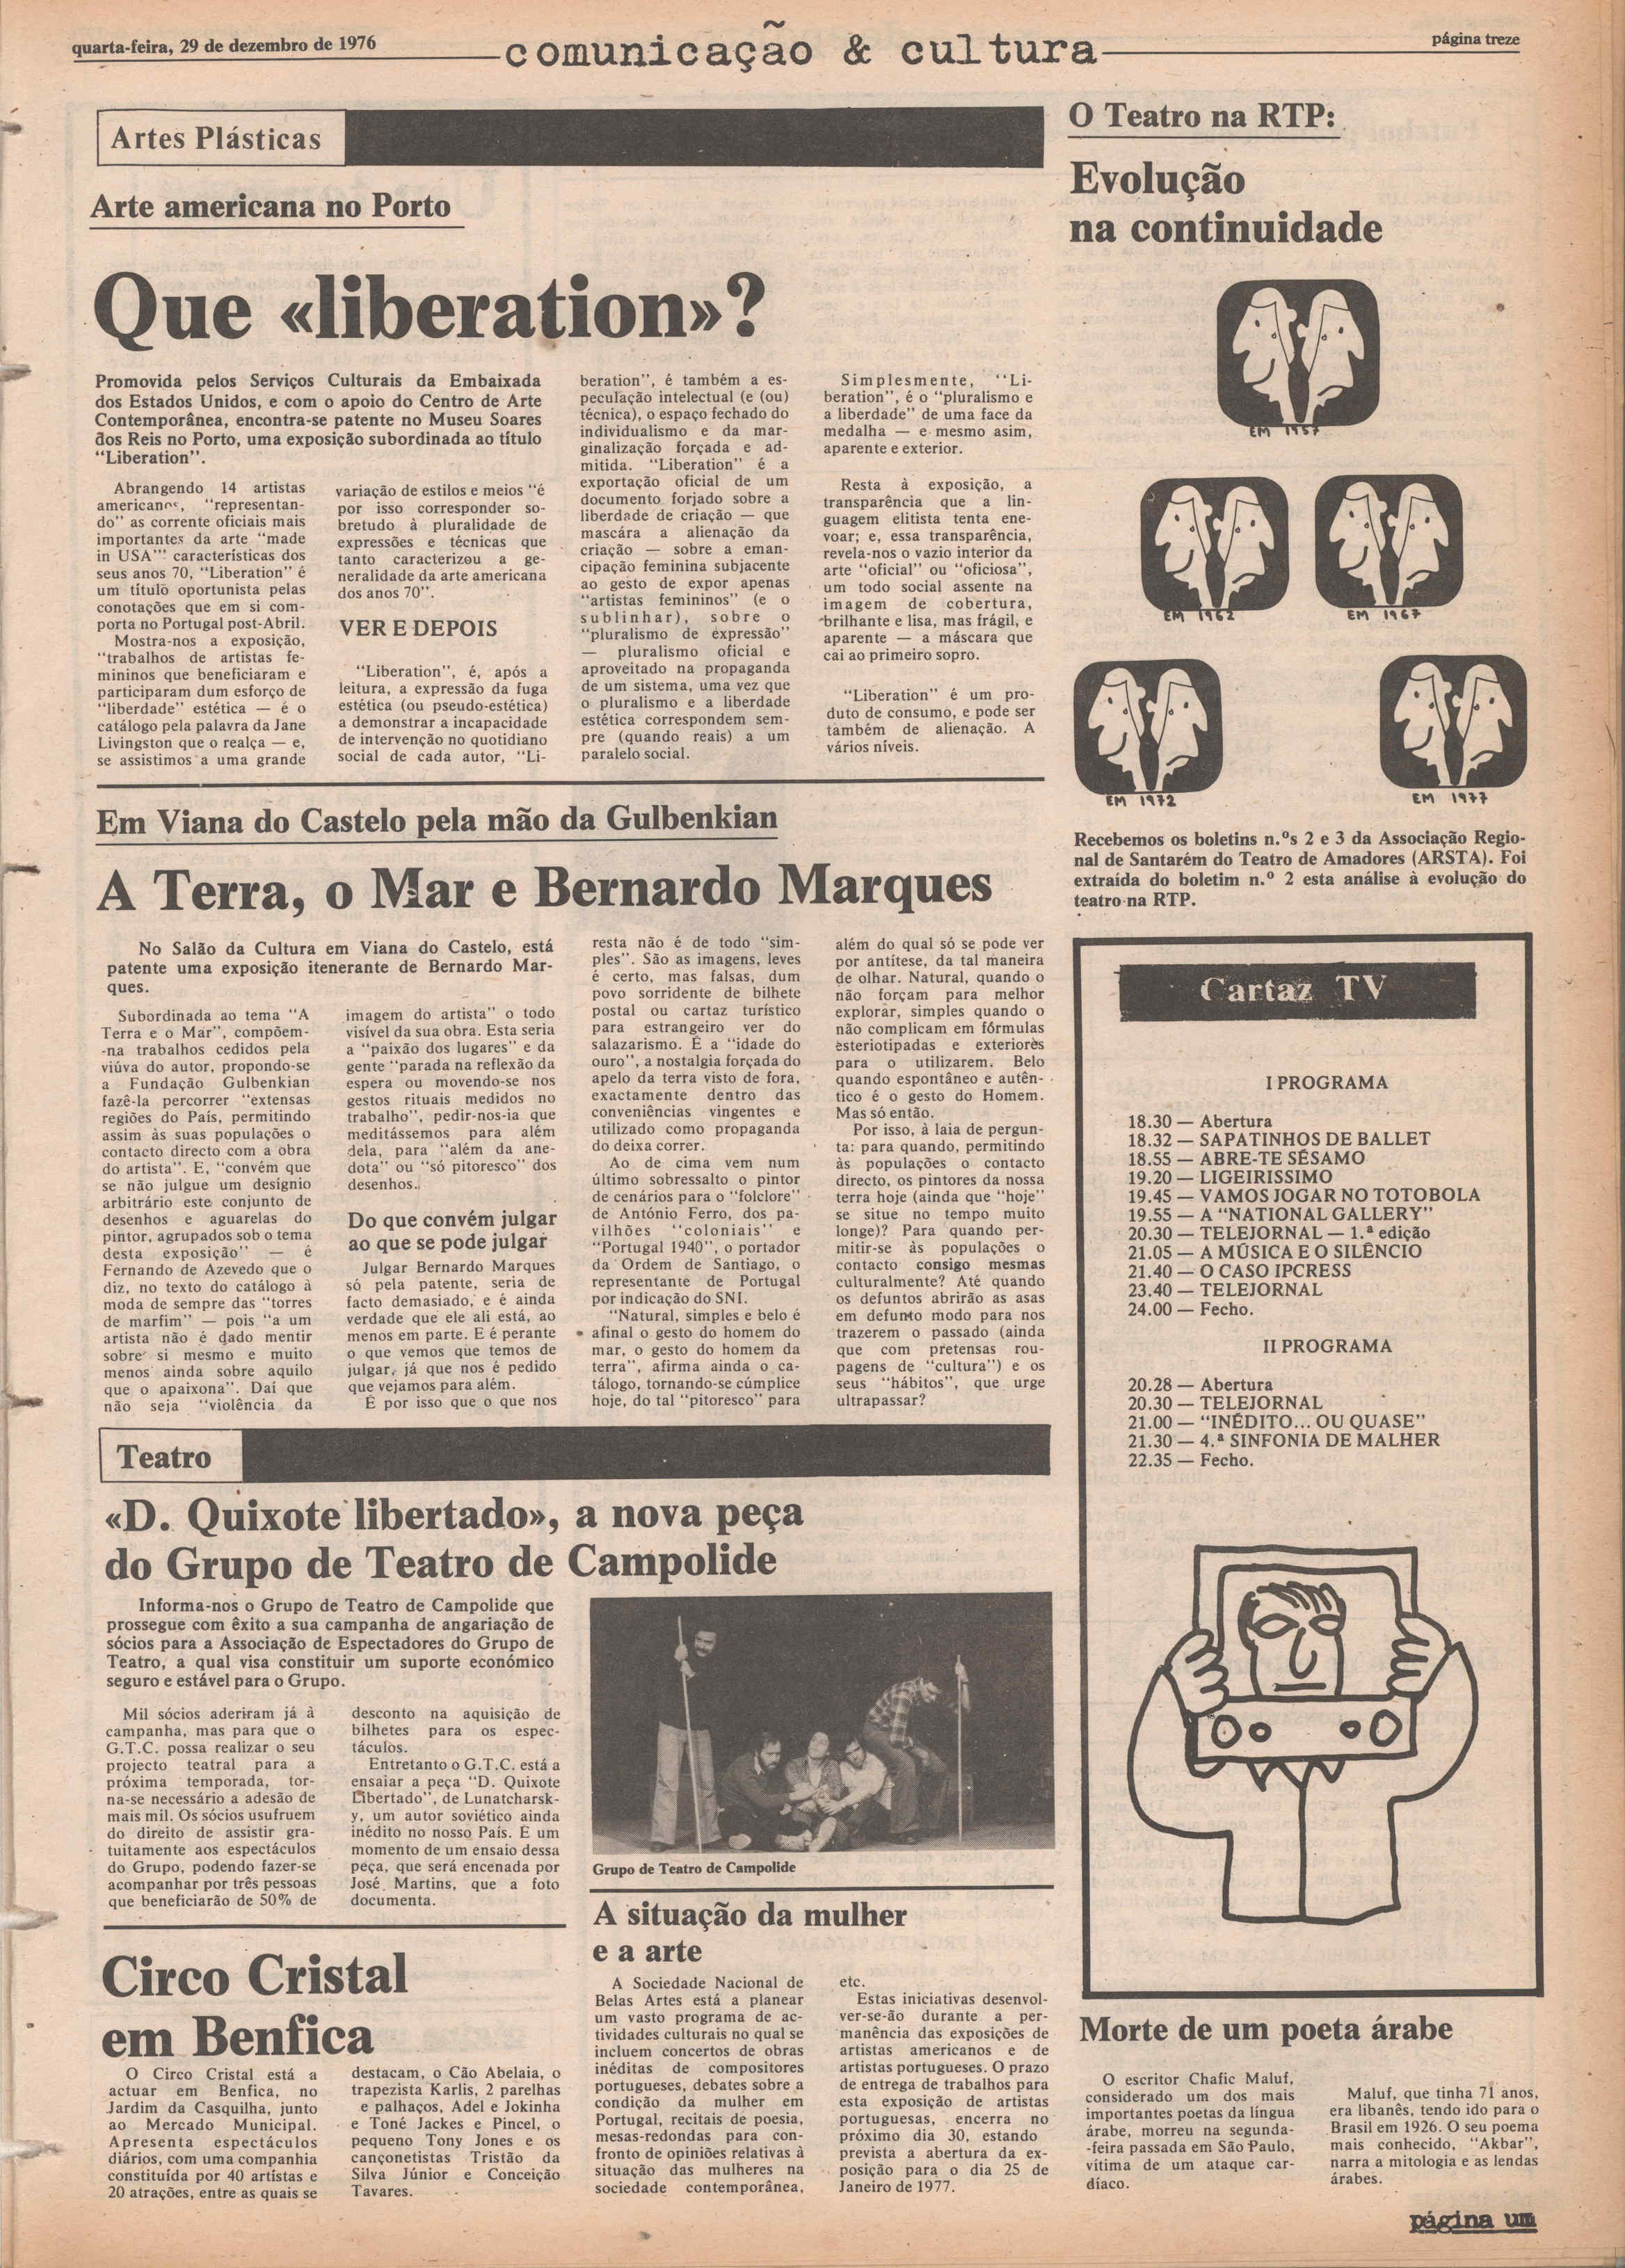 quarta-feira, 29 de dezembro de 1976
comunicação & cultura
página treze
Artes Plásticas
Arte americana no Porto
Que «liberation»?
Promovida pelos Serviços Culturais da Embaixada
dos Estados Unidos, e com o apoio do Centro de Arte
Contemporânea, encontra-se patente no Museu Soares
dos Reis no Porto, uma exposição subordinada ao título
“Liberation”.
Abrangendo 14 artistas
americanos, “representan-
do” as corrente oficiais mais
importantes da arte “made
in USA”' características dos
seus anos 70, “Liberation” é
um título oportunista pelas
conotações que em si com-
porta no Portugal post-Abril.
Mostra-nos a exposição,
“trabalhos de artistas fe-
mininos que beneficiaram e
participaram dum esforço de
“liberdade” estética — é o
catálogo pela palavra da Jane
Livingston que o realça — e,
se assistimos a uma grande
variação de estilos e meios “é
por isso corresponder so-
bretudo à pluralidade de
expressões e técnicas que
tanto caracterizou a ge-
neralidade da arte americana
dos anos 70”.
VER E DEPOIS
“Liberation”, é, após a
leitura, a expressão da fuga
estética (ou pseudo-estética)
a demonstrar a incapacidade
de intervenção no quotidiano
social de cada autor, “Li-
beration”, é também a es-
peculação intelectual (e (ou)
técnica), o espaço fechado do
individualismo e da mar-
ginalização forçada e ad-
mitida. “Liberation” é a
exportação oficial de um
documento forjado sobre a
liberdade de criação — que
mascára a alienação da
criação — sobre a eman-
cipação feminina subjacente
ao gesto de expor apenas
“artistas femininos” (e o
sublinhar), sobre o
“pluralismo de expressão”
— pluralismo oficial e
aproveitado na propaganda
de um sistema, uma vez que
o pluralismo e a liberdade
estética correspondem sem-
pre (quando reais) a um
paralelo social.
Simplesmente, “Li-
beration”, é o “pluralismo e
a liberdade” de uma face da
medalha — e mesmo asim,
aparente e exterior.
Resta à exposição, a
transparência que a lin-
guagem elitista tenta ene-
voar; e, essa transparência,
revela-nos o vazio interior da
arte “oficial” ou “oficiosa”,
um todo social assente na
imagem de cobertura,
brilhante e lisa, mas frágil, e
aparente — a máscara que
cai ao primeiro sopro.
“Liberation” é um pro-
duto de consumo, e pode ser
também de alienação. A
vários níveis.
Em Viana do Castelo pela mão da Gulbenkian
A Terra, o Mar e Bernardo Marques
No Salão da Cultura em Viana do Castelo, está
patente uma exposição itenerante de Bernardo Mar-
ques.
Subordinada ao tema “A
Terra e o Mar”, compõem-
-na trabalhos cedidos pela
viúva do autor, propondo-se
a Fundação Gulbenkian
fazê-la percorrer “extensas
regiões do País, permitindo
assim às suas populações o
contacto directo com a obra
do artista”. E, “convém que
se não julgue um desígnio
arbitrário este conjunto de
desenhos e aguarelas do
pintor, agrupados sob o tema
desta exposição” — é
Fernando de Azevedo que o
diz, no texto do catálogo à
moda de sempre das “torres
de marfim” — pois “a um
artista não é dado mentir
sobre si mesmo e muito
menos ainda sobre aquilo
que o apaixona”. Daí que
não seja “violência da
imagem do artista” o todo
visível da sua obra. Esta seria
a “paixão dos lugares” e da
gente “parada na reflexão da
espera ou movendo-se nos
gestos rituais medidos no
trabalho”, pedir-nos-ia que
meditássemos para além
dela, para “além da ane-
dota” ou “só pitoresco” dos
desenhos.
Do que convém julgar
ao que se pode julgar
Julgar Bernardo Marques
só pela patente, seria de
facto demasiado, e é ainda
verdade que ele ali está, ao
menos em parte. E é perante
o que vemos que temos de
julgar, já que nos é pedido
que vejamos para além.
É por isso que o que nos
resta não é de todo “sim-
ples”. São as imagens, leves
é certo, mas falsas, dum
povo sorridente de bilhete
postal ou cartaz turístico
para estrangeiro ver do
salazarismo. É a “idade do
ouro”, a nostalgia forçada do
apelo da terra visto de fora,
exactamente dentro das
conveniências vingentes e
utilizado como propaganda
do deixa correr.
Ao de cima vem num
último sobressalto o pintor
de cenários para o “folclore”
de António Ferro, dos pa-
vilhões “coloniais” e
“Portugal 1940”, o portador
da Ordem de Santiago, o
representante de Portugal
por indicação do SNI.
“Natural, simples e belo é
afinal o gesto do homem do
mar, o gesto do homem da
terra”, afirma ainda o ca-
tálogo, tornando-se cúmplice
hoje, do tal “pitoresco” para
além do qual só se pode ver
por antítese, da tal maneira
de olhar. Natural, quando o
não forçam para melhor
explorar, simples quando o
não complicam em fórmulas
esteriotipadas e exteriores
para o utilizarem. Belo
quando espontâneo e autên-
tico é o gesto do Homem.
Mas só então.
Por isso, à laia de pergun-
ta: para quando, permitindo
às populações o contacto
directo, os pintores da nossa
terra hoje (ainda que “hoje”
se situe no tempo muito
longe)? Para quando per-
mitir-se às populações o
contacto consigo mesmas
culturalmente? Até quando
os defuntos abrirão as asas
em defunto modo para nos
trazerem o passado (ainda
que com pretensas rou-
pagens de “cultura”) e os
seus “hábitos”, que urge
ultrapassar?
Teatro
«D. Quixote libertado», a nova peça
do Grupo de Teatro de Campolide
Informa-nos o Grupo de Teatro de Campolide que
prossegue com êxito a sua campanha de angariação de
sócios para a Associação de Espectadores do Grupo de
Teatro, a qual visa constituir um suporte económico
seguro e estável para o Grupo.
Mil sócios aderiram já à
campanha, mas para que o
G.T.C. possa realizar o seu
projecto teatral para a
próxima temporada, tor-
na-se necessário a adesão de
mais mil. Os sócios usufruem
do direito de assistir gra-
tuitamente aos espectáculos
do Grupo, podendo fazer-se
acompanhar por três pessoas
que beneficiarão de 50% de
desconto na aquisição de
bilhetes para os espec-
táculos.
Entretanto o G.T.C. está a
ensaiar a peça “D. Quixote
Libertado”, de Lunatcharsk-
y, um autor soviético ainda
inédito no nosso País. É um
momento de um ensaio dessa
peça, que será encenada por
José Martins, que a foto
documenta.
Grupo de Teatro de Campolide
Circo Cristal
em Benfica
O Circo Cristal está a
actuar em Benfica, no
Jardim da Casquilha, junto
ao Mercado Municipal.
Apresenta espectáculos
diários, com uma companhia
constituída por 40 artistas e
20 atrações, entre as quais se
destacam, o Cão Abelaia, o
trapezista Karlis, 2 parelhas
e palhaços, Adel e Jokinha
e Toné Jackes e Pincel, o
pequeno Tony Jones e os
cançonetistas Tristão da
Silva Júnior e Conceição
Tavares.
A situação da mulher
e a arte
A Sociedade Nacional de
Belas Artes está a planear
um vasto programa de ac-
tividades culturais no qual se
incluem concertos de obras
inéditas de compositores
portugueses, debates sobre a
condição da mulher em
Portugal, recitais de poesia,
mesas-redondas para con-
fronto de opiniões relativas à
situação das mulheres na
sociedade contemporânea,
etc.
Estas iniciativas desenvol-
ver-se-ão durante a per-
manência das exposições de
artistas americanos e de
artistas portugueses. O prazo
de entrega de trabalhos para
esta exposição de artistas
portuguesas, encerra no
próximo dia 30, estando
prevista a abertura da ex-
posição para o dia 25 de
Janeiro de 1977.
O Teatro na RTP:
Evolução
na continuidade
EM 1957
EM 1962
EM 1967
EM 1972
EM 1977
Recebemos os boletins n.ºs 2 e 3 da Associação Regio-
nal de Santarém do Teatro de Amadores (ARSTA). Foi
extraída do boletim n.º 2 esta análise à evolução do
teatro na RTP.
Cartaz TV
I PROGRAMA
18.30 — Abertura
18.32 — SAPATINHOS DE BALLET
18.55 — ABRE-TE SÉSAMO
19.20 — LIGEIRISSIMO
19.45 — VAMOS JOGAR NO TOTOBOLA
19.55 — A “NATIONAL GALLERY”
20.30 — TELEJORNAL — 1.ª edição
21.05 — A MÚSICA E O SILÊNCIO
21.40 — O CASO IPCRESS
23.40 — TELEJORNAL
24.00 — Fecho.
II PROGRAMA
20.28 — Abertura
20.30 — TELEJORNAL
21.00 — “INÉDITO... OU QUASE”
21.30 — 4.ª SINFONIA DE MALHER
22.35 — Fecho.
Morte de um poeta árabe
O escritor Chafic Maluf,
considerado um dos mais
importantes poetas da língua
árabe, morreu na segunda-
-feira passada em São Paulo,
vítima de um ataque car-
díaco.
Maluf, que tinha 71 anos,
era libanês, tendo ido para o
Brasil em 1926. O seu poema
mais conhecido, “Akbar”,
narra a mitologia e as lendas
árabes.
página um